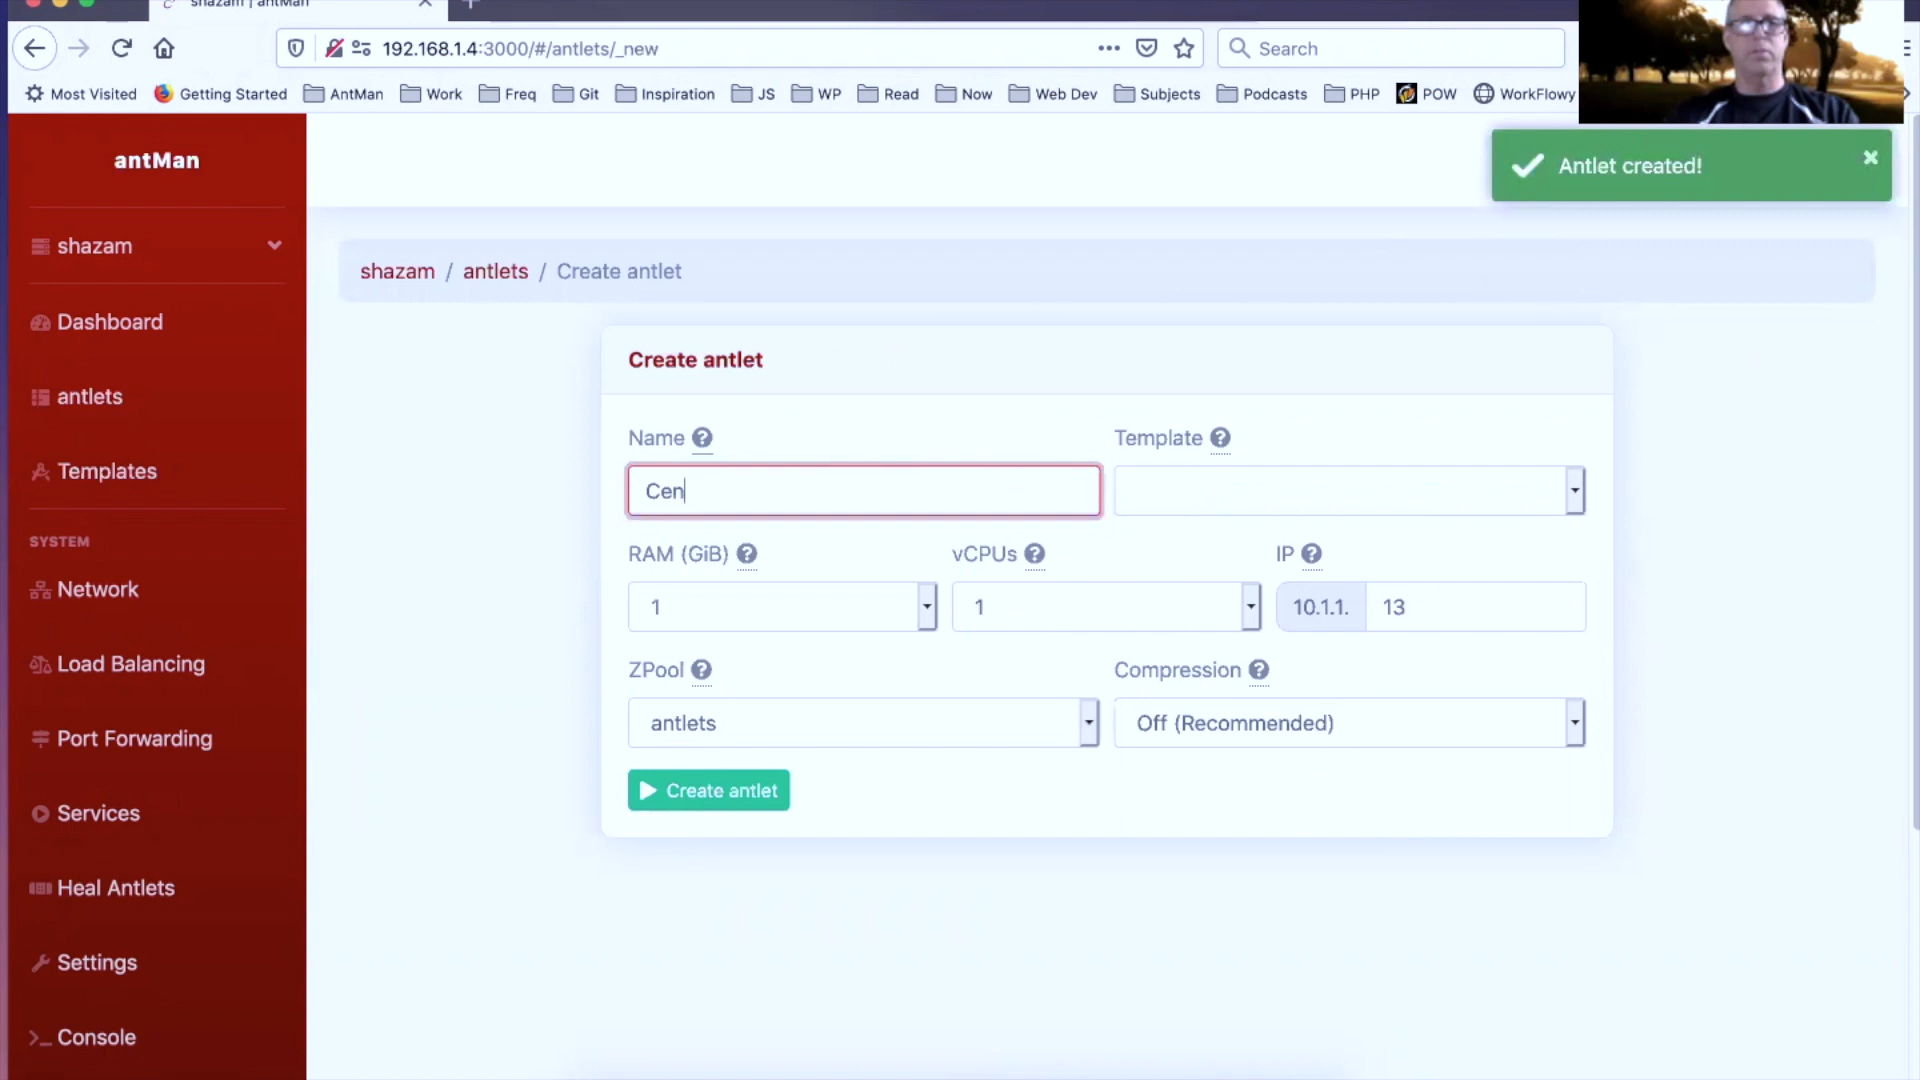 shazam | antMan
192.168.1.4:3000/#/antlets/_new
Search
Most Visited Getting Started AntMan Work Freq Git Inspiration JS WP Read Now Web Dev Subjects Podcasts PHP POW WorkFlowy
antMan
Antlet created!
shazam
shazam / antlets / Create antlet
Dashboard
antlets
Templates
SYSTEM
Network
Load Balancing
Port Forwarding
Services
Heal Antlets
Settings
>_ Console
Create antlet
Name ? Template ?
Cen
RAM (GiB) ? vCPUs ? IP ?
1 1 10.1.1. 13
ZPool ? Compression ?
antlets Off (Recommended)
Create antlet